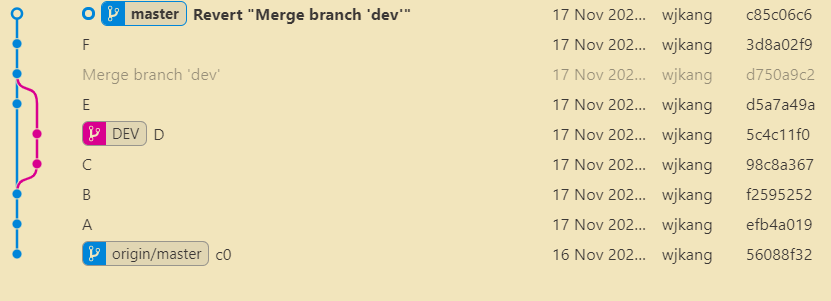 master Revert "Merge branch 'dev'" 17 Nov 202... wjkang c85c06c6
F 17 Nov 202... wjkang 3d8a02f9
Merge branch 'dev' 17 Nov 202... wjkang d750a9c2
E 17 Nov 202... wjkang d5a7a49a
DEV D 17 Nov 202... wjkang 5c4c11f0
C 17 Nov 202... wjkang 98c8a367
B 17 Nov 202... wjkang f2595252
A 17 Nov 202... wjkang efb4a019
origin/master c0 16 Nov 202... wjkang 56088f32